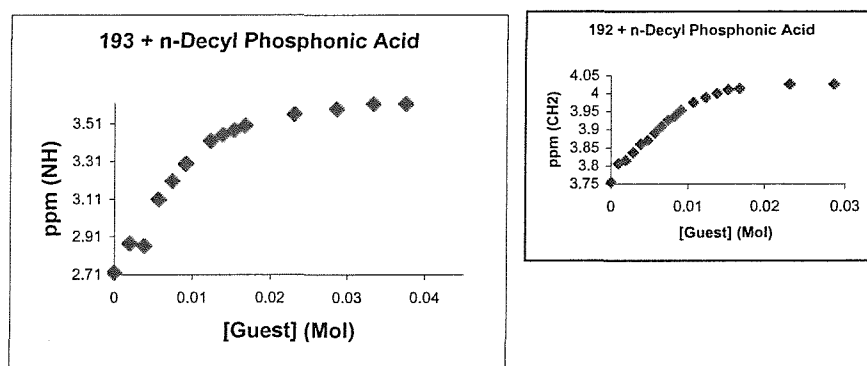 193 + n-Decyl Phosphonic Acid
ppm (NH)
3.51
3.31
3.11
2.91
2.71
0 0.01 0.02 0.03 0.04
[Guest] (Mol)
192 + n-Decyl Phosphonic Acid
ppm (CH2)
4.05
4
3.95
3.9
3.85
3.8
3.75
0 0.01 0.02 0.03
[Guest] (Mol)